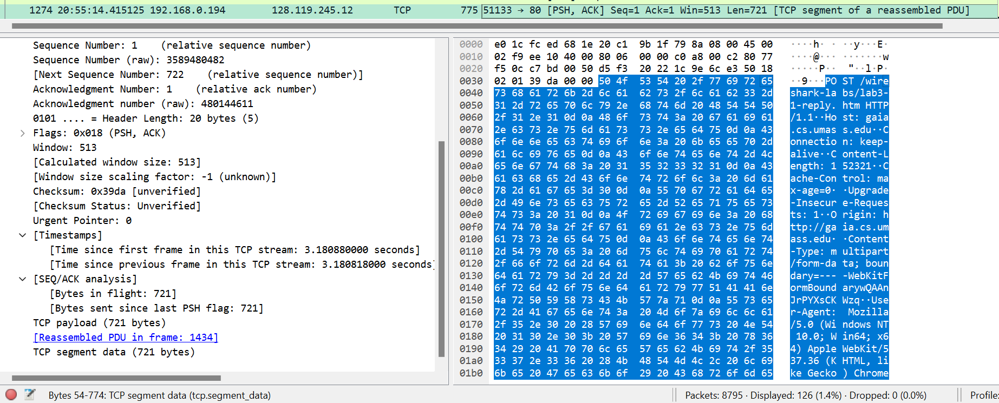 1274 20:55:14.415125 192.168.0.194 128.119.245.12 TCP 775 51133 → 80 [PSH, ACK] Seq=1 Ack=1 Win=513 Len=721 [TCP segment of a reassembled PDU]
Sequence Number: 1 (relative sequence number)
Sequence Number (raw): 3589480482
[Next Sequence Number: 722 (relative sequence number)]
Acknowledgment Number: 1 (relative ack number)
Acknowledgment number (raw): 480144611
0101 .... = Header Length: 20 bytes (5)
Flags: 0x018 (PSH, ACK)
Window: 513
[Calculated window size: 513]
[Window size scaling factor: -1 (unknown)]
Checksum: 0x39da [unverified]
[Checksum Status: Unverified]
Urgent Pointer: 0
[Timestamps]
[Time since first frame in this TCP stream: 3.180880000 seconds]
[Time since previous frame in this TCP stream: 3.180818000 seconds]
[SEQ/ACK analysis]
[Bytes in flight: 721]
[Bytes sent since last PSH flag: 721]
TCP payload (721 bytes)
[Reassembled PDU in frame: 1434]
TCP segment data (721 bytes)
0000 e0 1c fc ed 68 1e 20 c1 9b 1f 79 8a 08 00 45 00 ····h· · ··y···E·
0010 02 f9 ee 10 40 00 80 06 00 00 c0 a8 00 c2 80 77 ····@··· ·······w
0020 f5 0c c7 bd 00 50 d5 f3 20 22 1c 9e 6c e3 50 18 ·····P·· "··l·P·
0030 02 01 39 da 00 00 50 4f 53 54 20 2f 77 69 72 65 ··9···PO ST /wire
0040 73 68 61 72 6b 2d 6c 61 62 73 2f 6c 61 62 33 2d shark-la bs/lab3-
0050 31 2d 72 65 70 6c 79 2e 68 74 6d 20 48 54 54 50 1-reply. htm HTTP
0060 2f 31 2e 31 0d 0a 48 6f 73 74 3a 20 67 61 69 61 /1.1··Ho st: gaia
0070 2e 63 73 2e 75 6d 61 73 73 2e 65 64 75 0d 0a 43 .cs.umas s.edu··C
0080 6f 6e 6e 65 63 74 69 6f 6e 3a 20 6b 65 65 70 2d onnectio n: keep-
0090 61 6c 69 76 65 0d 0a 43 6f 6e 74 65 6e 74 2d 4c alive··C ontent-L
00a0 65 6e 67 74 68 3a 20 31 35 32 33 32 31 0d 0a 43 ength: 1 52321··C
00b0 61 63 68 65 2d 43 6f 6e 74 72 6f 6c 3a 20 6d 61 ache-Con trol: ma
00c0 78 2d 61 67 65 3d 30 0d 0a 55 70 67 72 61 64 65 x-age=0· ·Upgrade
00d0 2d 49 6e 73 65 63 75 72 65 2d 52 65 71 75 65 73 -Insecur e-Reques
00e0 74 73 3a 20 31 0d 0a 4f 72 69 67 69 6e 3a 20 68 ts: 1··O rigin: h
00f0 74 74 70 3a 2f 2f 67 61 69 61 2e 63 73 2e 75 6d ttp://ga ia.cs.um
0100 61 73 73 2e 65 64 75 0d 0a 43 6f 6e 74 65 6e 74 ass.edu· ·Content
0110 2d 54 79 70 65 3a 20 6d 75 6c 74 69 70 61 72 74 -Type: m ultipart
0120 2f 66 6f 72 6d 2d 64 61 74 61 3b 20 62 6f 75 6e /form-da ta; boun
0130 64 61 72 79 3d 2d 2d 2d 2d 57 65 62 4b 69 74 46 dary=--- -WebKitF
0140 6f 72 6d 42 6f 75 6e 64 61 72 79 77 51 41 41 6e ormBound arywQAAn
0150 4a 72 50 59 58 73 43 4b 57 7a 71 0d 0a 55 73 65 JrPYXsCK Wzq··Use
0160 72 2d 41 67 65 6e 74 3a 20 4d 6f 7a 69 6c 6c 61 r-Agent: Mozilla
0170 2f 35 2e 30 20 28 57 69 6e 64 6f 77 73 20 4e 54 /5.0 (Wi ndows NT
0180 20 31 30 2e 30 3b 20 57 69 6e 36 34 3b 20 78 36 10.0; W in64; x6
0190 34 29 20 41 70 70 6c 65 57 65 62 4b 69 74 2f 35 4) Apple WebKit/5
01a0 33 37 2e 33 36 20 28 4b 48 54 4d 4c 2c 20 6c 69 37.36 (K HTML, li
01b0 6b 65 20 47 65 63 6b 6f 29 20 43 68 72 6f 6d 65 ke Gecko ) Chrome
Bytes 54-774: TCP segment data (tcp.segment_data)
Packets: 8795 · Displayed: 126 (1.4%) · Dropped: 0 (0.0%)
Profile